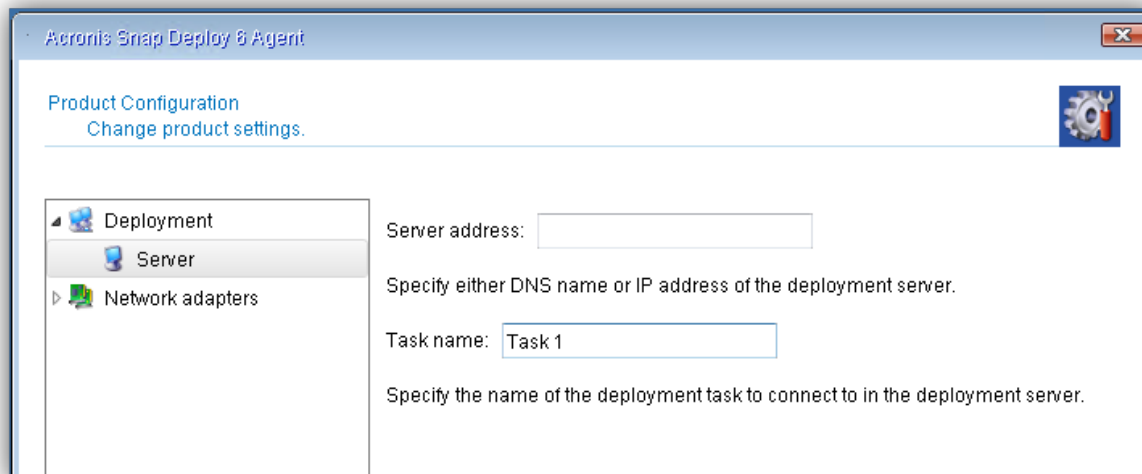 Acronis Snap Deploy 6 Agent
Product Configuration
Change product settings.
Deployment
Server
Network adapters
Server address:
Specify either DNS name or IP address of the deployment server.
Task name: Task 1
Specify the name of the deployment task to connect to in the deployment server.